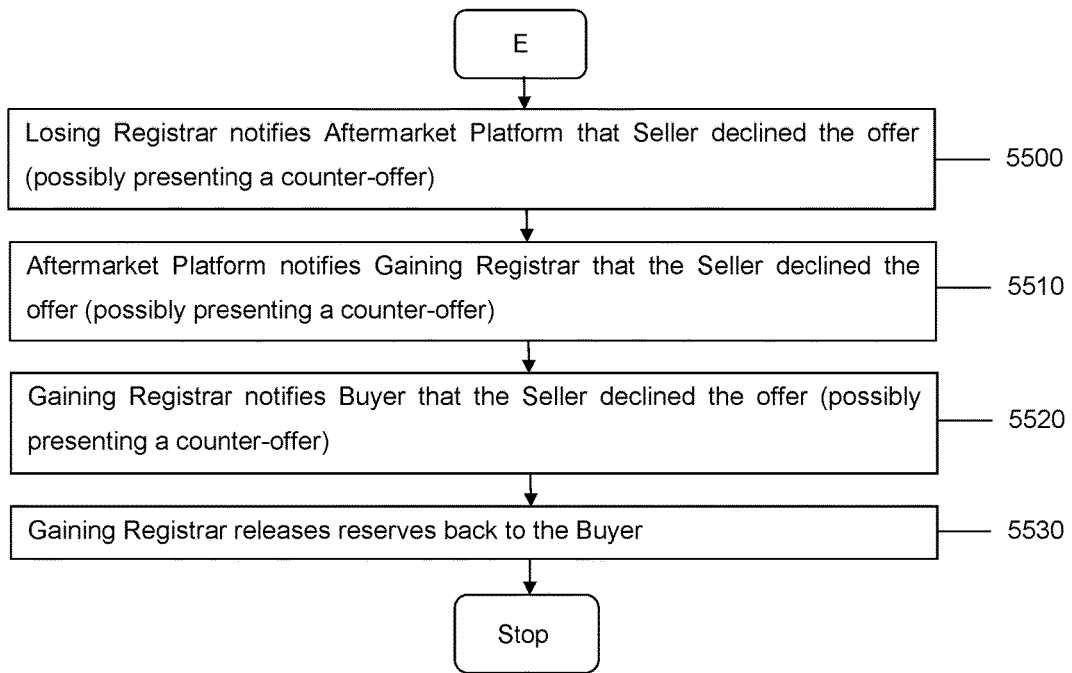 E
Losing Registrar notifies Aftermarket Platform that Seller declined the offer
(possibly presenting a counter-offer)
5500
Aftermarket Platform notifies Gaining Registrar that the Seller declined the
offer (possibly presenting a counter-offer)
5510
Gaining Registrar notifies Buyer that the Seller declined the offer (possibly
presenting a counter-offer)
5520
Gaining Registrar releases reserves back to the Buyer
5530
Stop